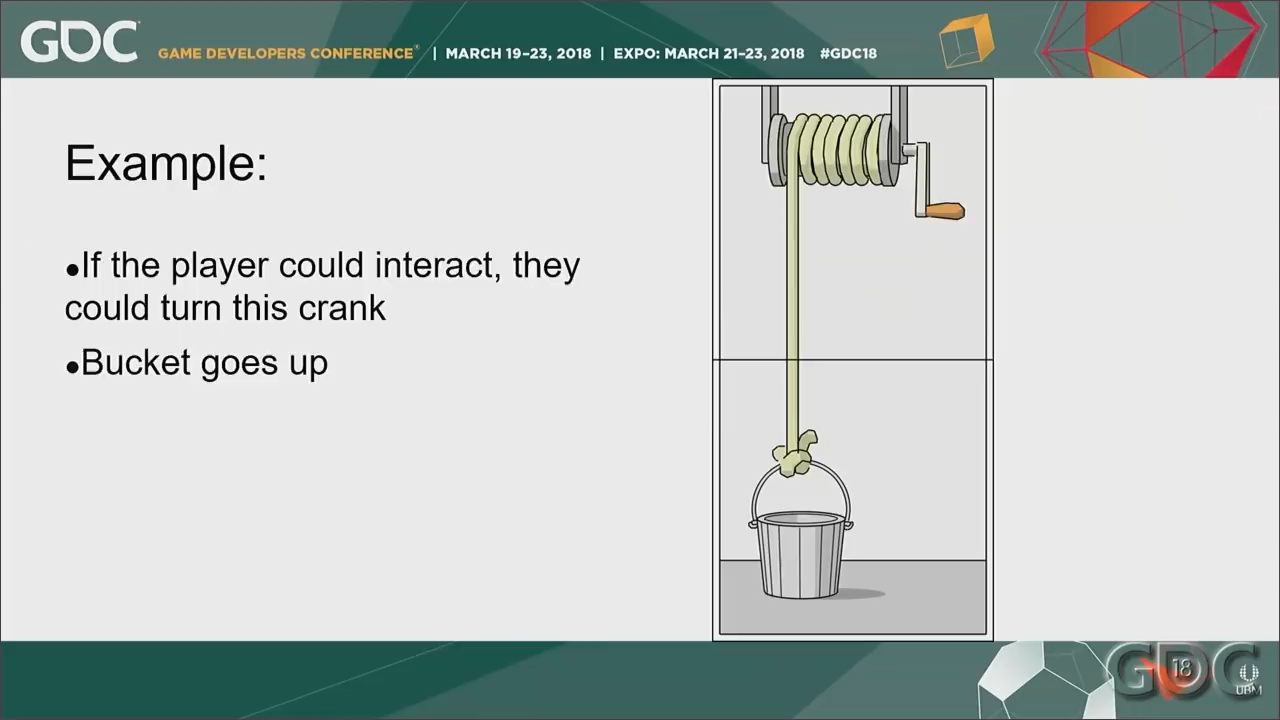 GDC
GAME DEVELOPERS CONFERENCE® | MARCH 19–23, 2018 | EXPO: MARCH 21–23, 2018 #GDC18
Example:
•If the player could interact, they
could turn this crank
•Bucket goes up
GDC 18
UBM